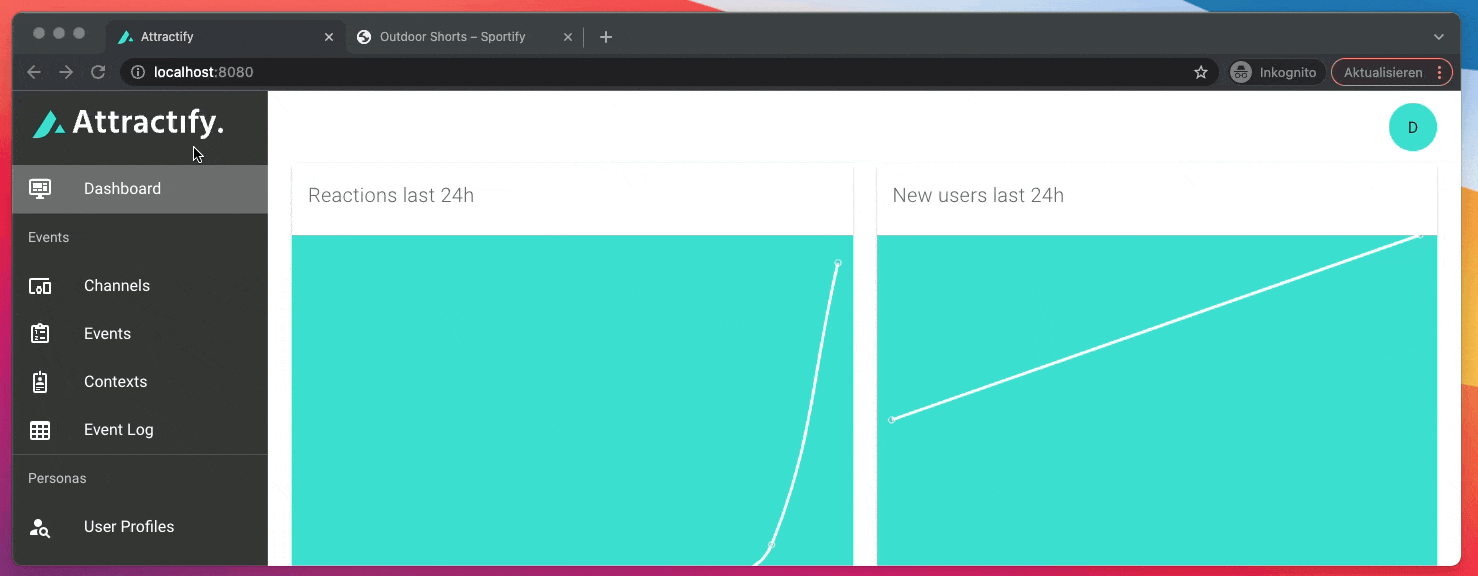 Attractify
Outdoor Shorts – Sportify
localhost:8080
Inkognito
Aktualisieren
Attractify.
D
Dashboard
Reactions last 24h
New users last 24h
Events
Channels
Events
Contexts
Event Log
Personas
User Profiles